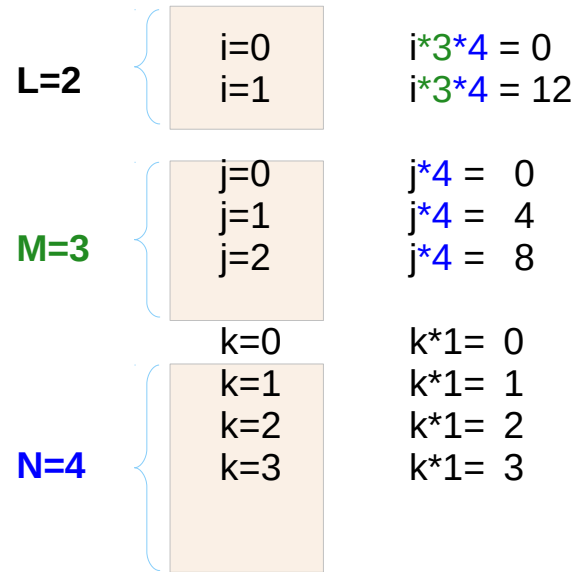 L=2
i=0 i*3*4 = 0
i=1 i*3*4 = 12
M=3
j=0 j*4 = 0
j=1 j*4 = 4
j=2 j*4 = 8
N=4
k=0 k*1= 0
k=1 k*1= 1
k=2 k*1= 2
k=3 k*1= 3